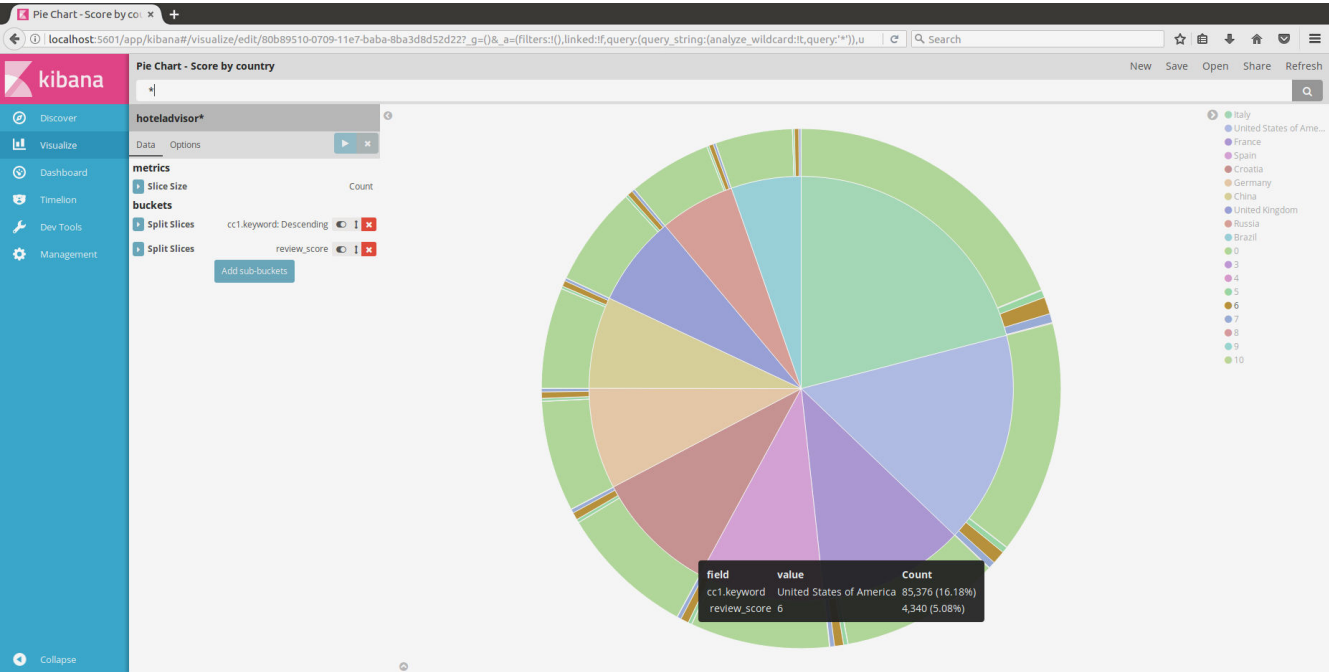 Pie Chart - Score by cou
localhost:5601/app/kibana#/visualize/edit/80b89510-0709-11e7-baba-8ba3d8d52d22?_g=()&_a=(filters:!(),linked:!f,query:(query_string:(analyze_wildcard:!t,query:'*')),u
Search
kibana
Pie Chart - Score by country
New Save Open Share Refresh
*
Discover
Visualize
Dashboard
Timelion
Dev Tools
Management
Collapse
hoteladvisor*
Data Options
metrics
Slice Size Count
buckets
Split Slices cc1.keyword: Descending
Split Slices review_score
Add sub-buckets
field value Count
cc1.keyword United States of America 85,376 (16.18%)
review_score 6 4,340 (5.08%)
Italy
United States of Ame...
France
Spain
Croatia
Germany
China
United Kingdom
Russia
Brazil
0
3
4
5
6
7
8
9
10